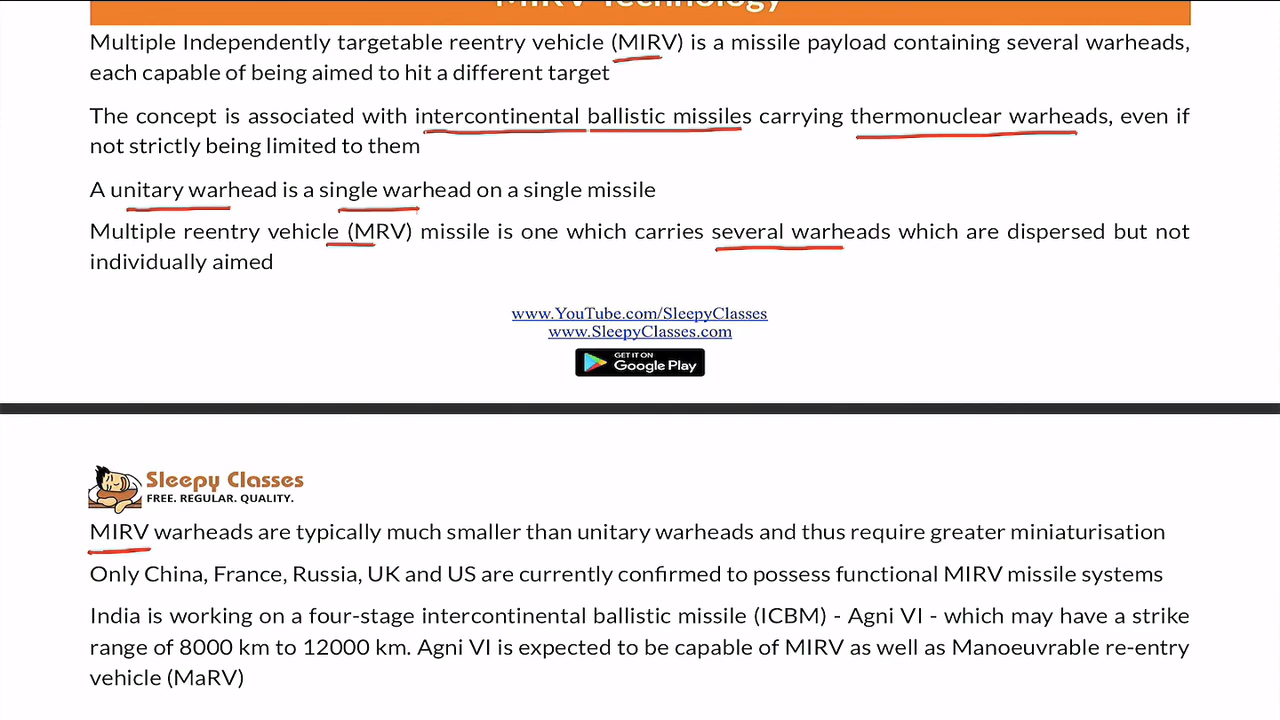 MIRV Technology
Multiple Independently targetable reentry vehicle (MIRV) is a missile payload containing several warheads,
each capable of being aimed to hit a different target
The concept is associated with intercontinental ballistic missiles carrying thermonuclear warheads, even if
not strictly being limited to them
A unitary warhead is a single warhead on a single missile
Multiple reentry vehicle (MRV) missile is one which carries several warheads which are dispersed but not
individually aimed
www.YouTube.com/SleepyClasses
www.SleepyClasses.com
GET IT ON
Google Play
Sleepy Classes
FREE. REGULAR. QUALITY.
MIRV warheads are typically much smaller than unitary warheads and thus require greater miniaturisation
Only China, France, Russia, UK and US are currently confirmed to possess functional MIRV missile systems
India is working on a four-stage intercontinental ballistic missile (ICBM) - Agni VI - which may have a strike
range of 8000 km to 12000 km. Agni VI is expected to be capable of MIRV as well as Manoeuvrable re-entry
vehicle (MaRV)